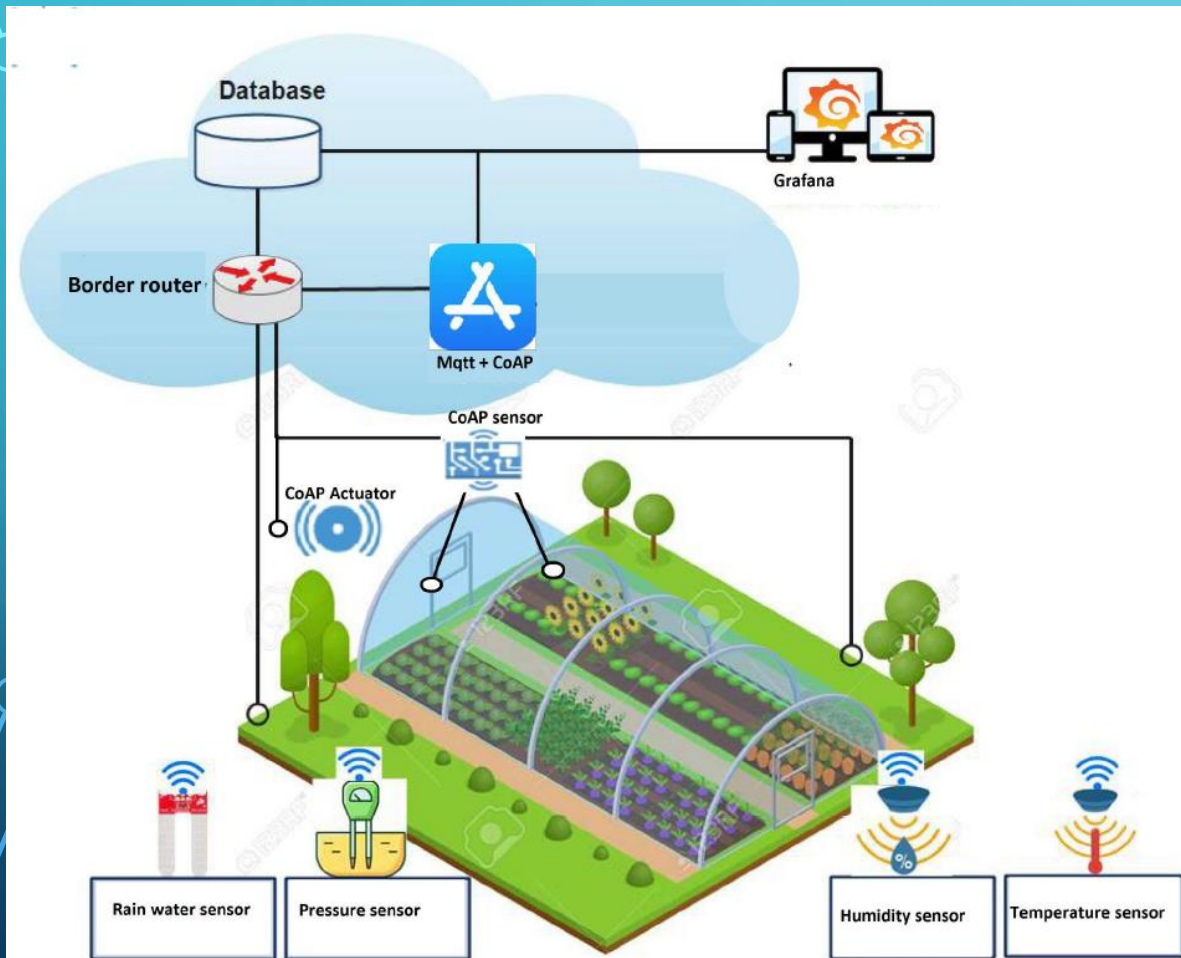 Database
Grafana
Border router
Mqtt + CoAP
CoAP sensor
CoAP Actuator
%
Rain water sensor
Pressure sensor
Humidity sensor
Temperature sensor